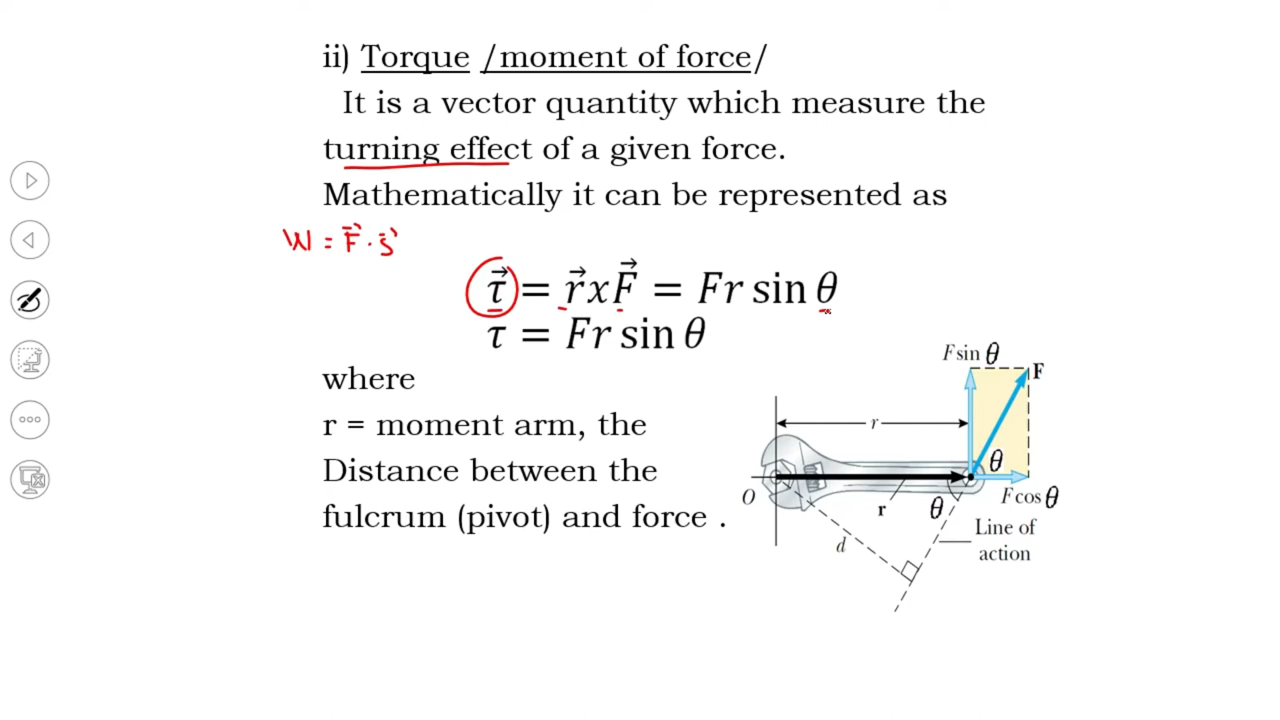 ii) Torque /moment of force/
It is a vector quantity which measure the
turning effect of a given force.
Mathematically it can be represented as
W = F⃗ · S⃗
τ⃗ = r⃗ x F⃗ = Fr sin θ
τ = Fr sin θ
where
r = moment arm, the
Distance between the
fulcrum (pivot) and force .
F sin θ
F
r
θ
O
F cos θ
r
θ
Line of
action
d